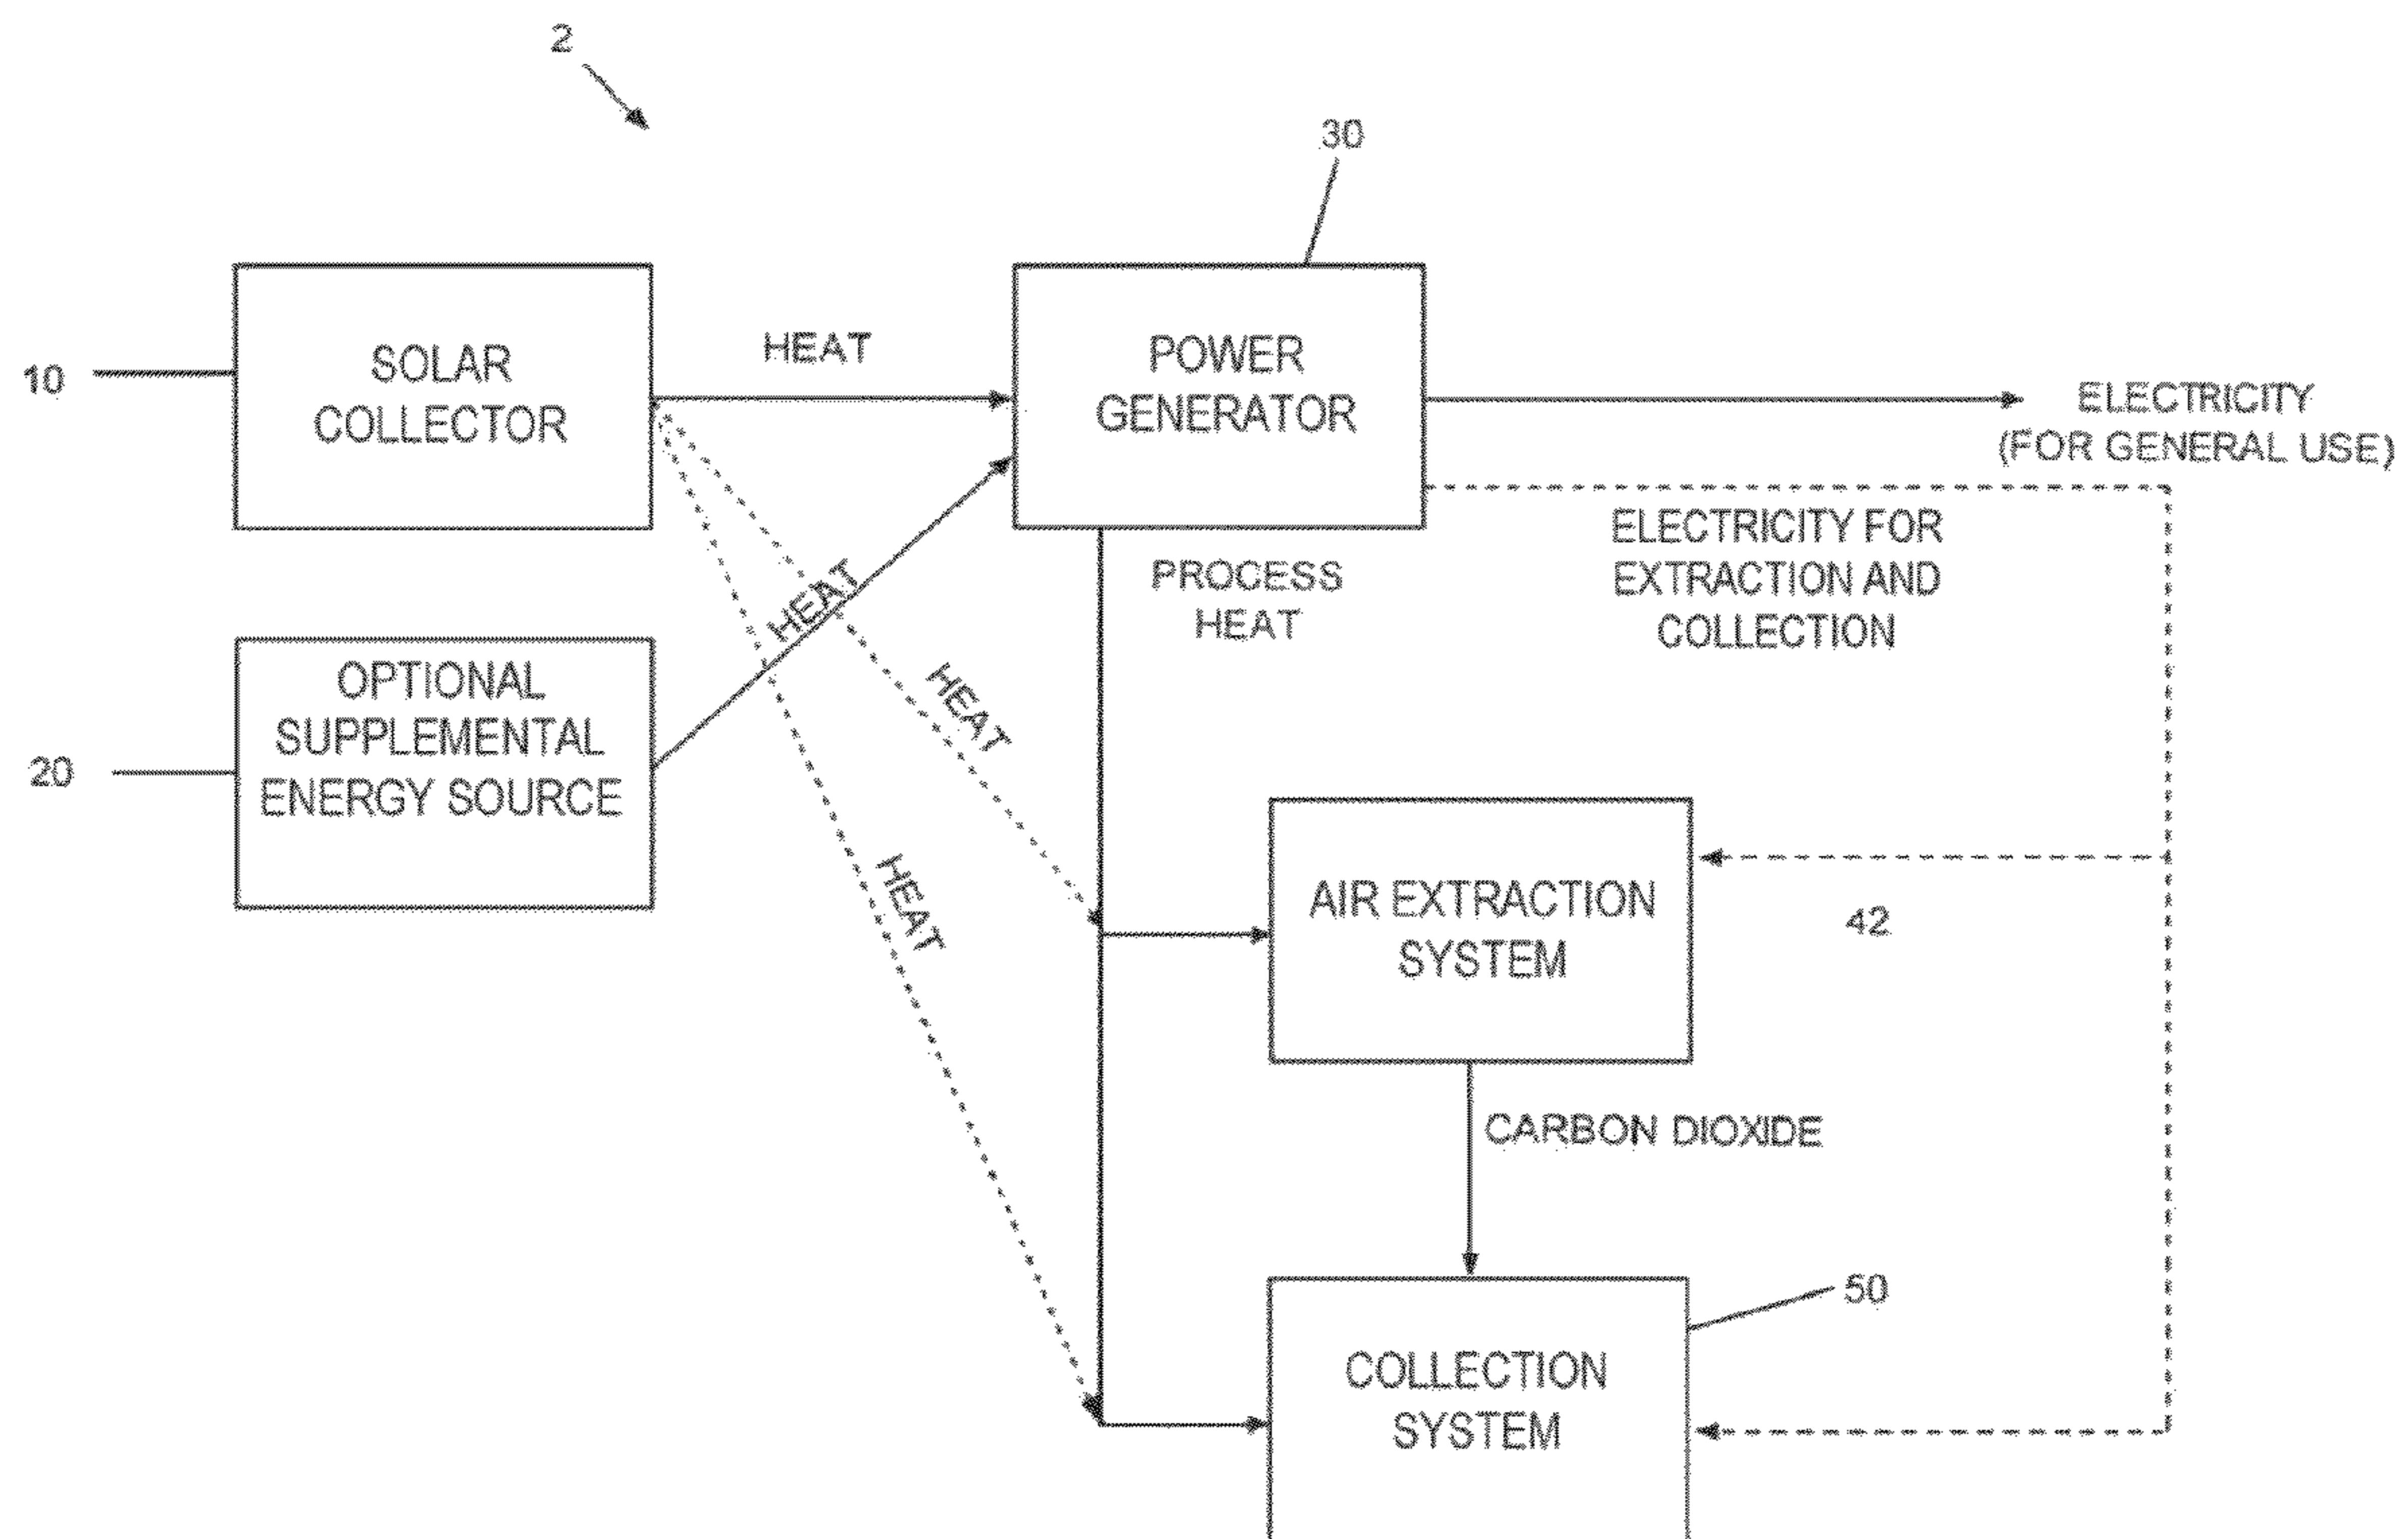 2
30
10
SOLAR
COLLECTOR
HEAT
POWER
GENERATOR
ELECTRICITY
(FOR GENERAL USE)
ELECTRICITY FOR
EXTRACTION AND
COLLECTION
PROCESS
HEAT
HEAT
20
OPTIONAL
SUPPLEMENTAL
ENERGY SOURCE
HEAT
HEAT
AIR EXTRACTION
SYSTEM
42
CARBON DIOXIDE
50
COLLECTION
SYSTEM